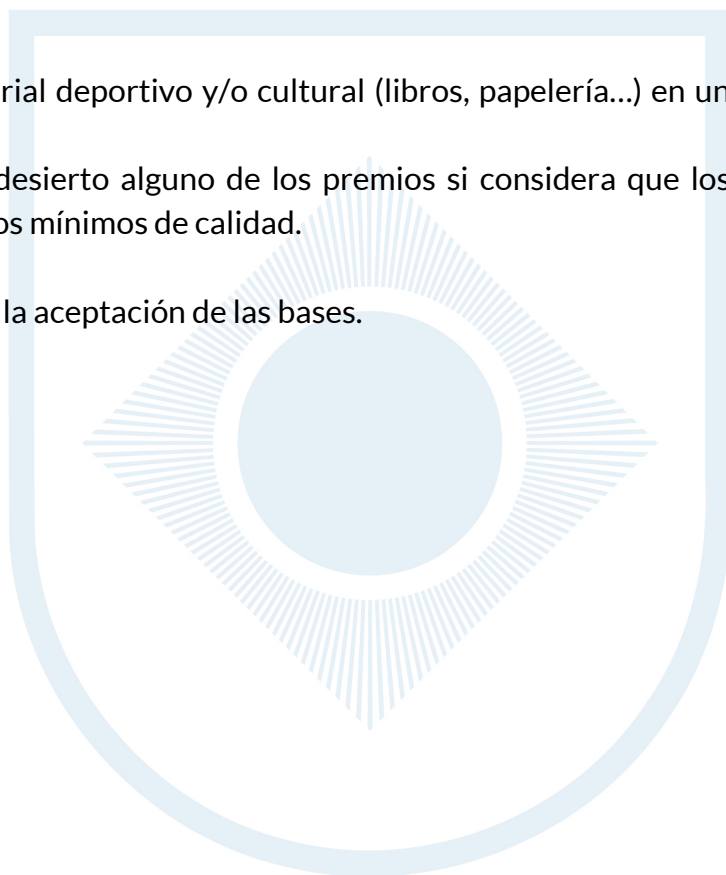 rial deportivo y/o cultural (libros, papelería...) en un
desierto alguno de los premios si considera que los
os mínimos de calidad.
la aceptación de las bases.